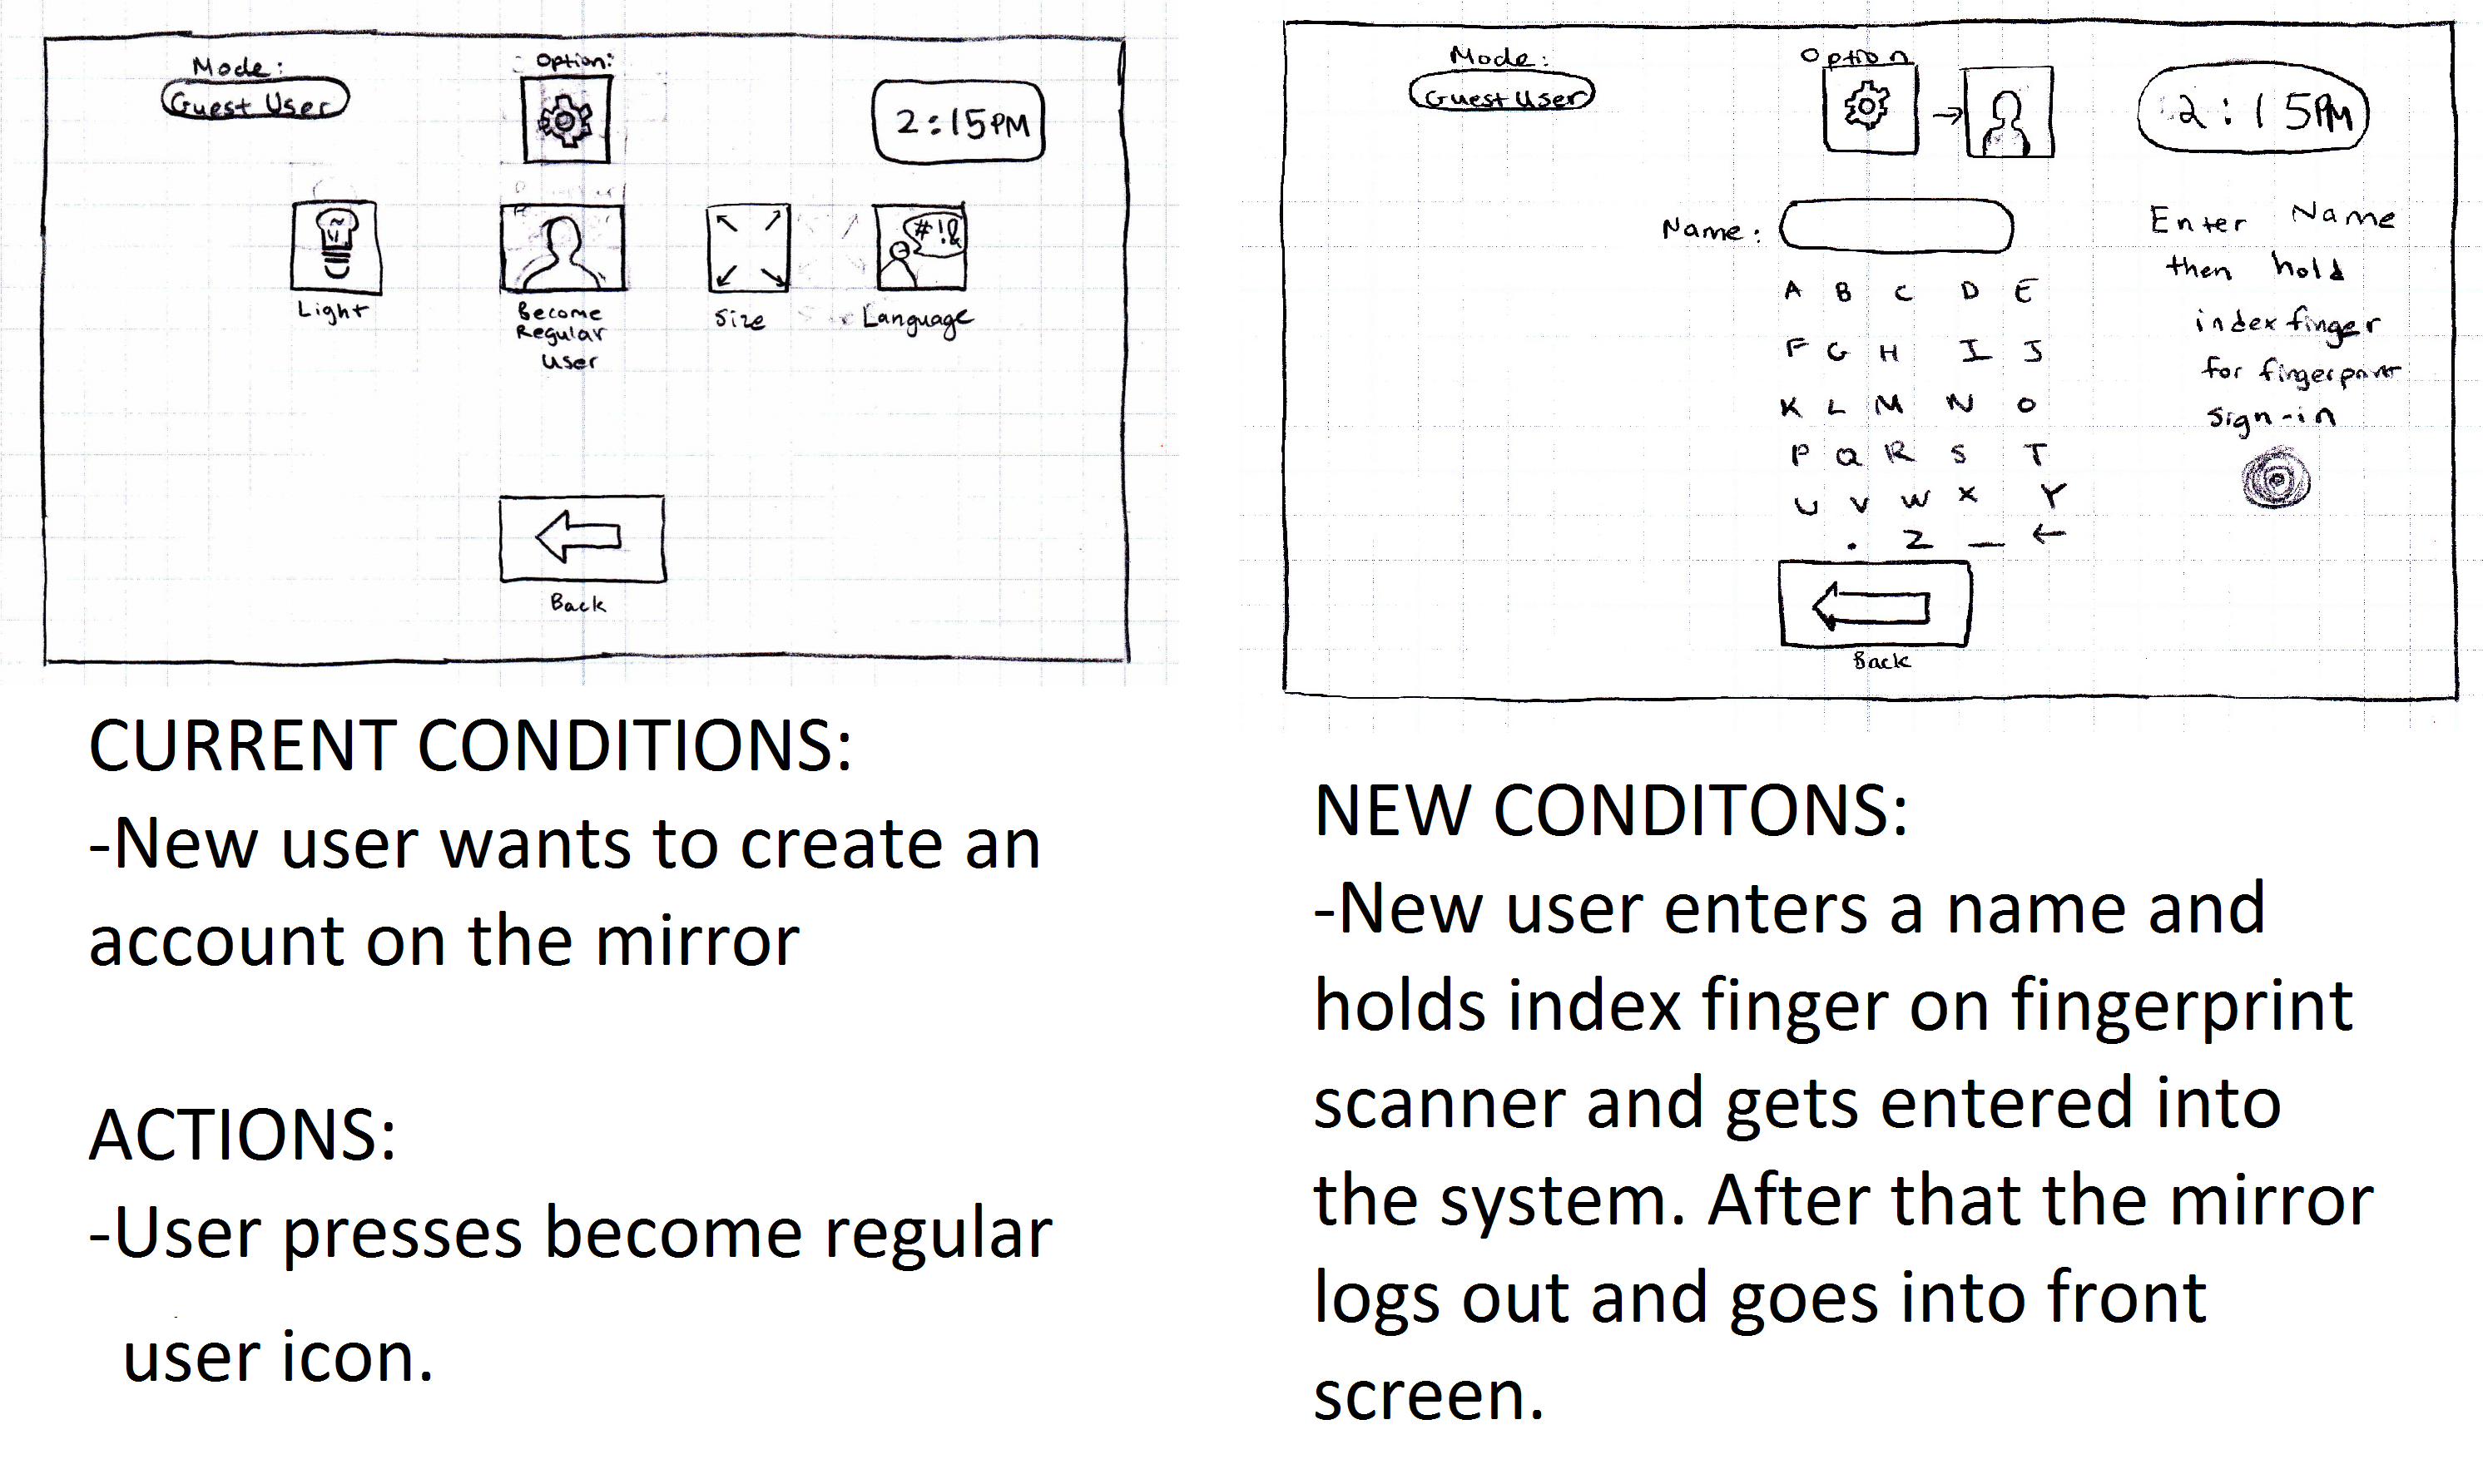 Mode:
Guest User
Option:
2:15PM
#!&
Light
Become
Regular
User
Size
Language
Back
CURRENT CONDITIONS:
-New user wants to create an
account on the mirror
ACTIONS:
-User presses become regular
user icon.
Mode:
Guest User
Option
2:15PM
Name:
A B C D E
F G H I J
K L M N O
P Q R S T
U V W X Y
. Z _ ←
Enter Name
then hold
index finger
for fingerprint
sign-in
Back
NEW CONDITONS:
-New user enters a name and
holds index finger on fingerprint
scanner and gets entered into
the system. After that the mirror
logs out and goes into front
screen.